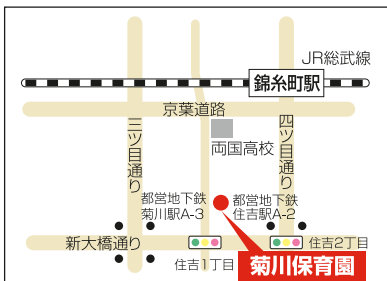 JR総武線
錦糸町駅
京葉道路
三ツ目通り
四ツ目通り
両国高校
都営地下鉄
菊川駅A-3
都営地下鉄
住吉駅A-2
新大橋通り
住吉1丁目
住吉2丁目
菊川保育園